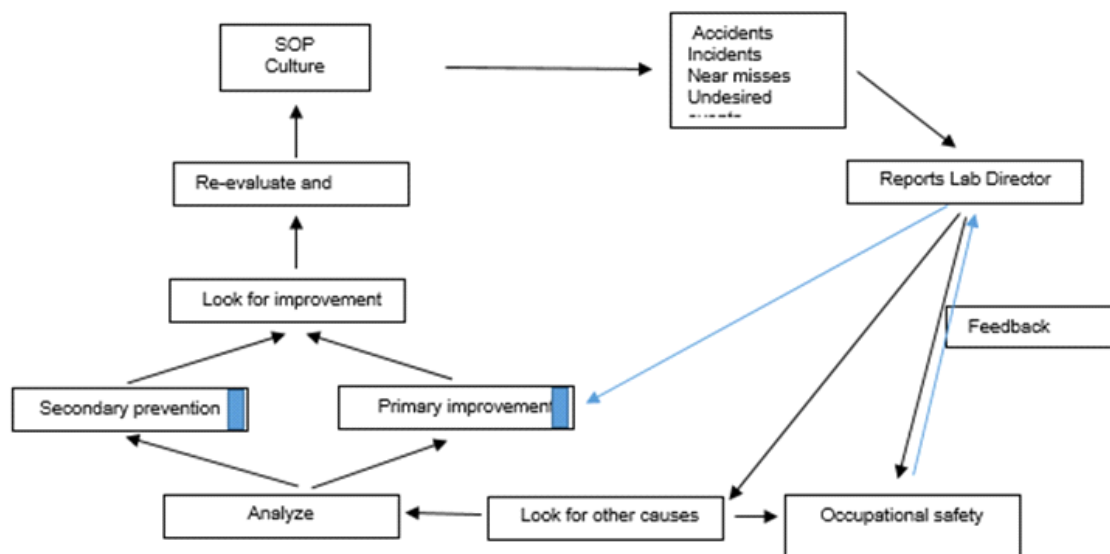 SOP
Culture
Accidents
Incidents
Near misses
Undesired
Re-evaluate and
Reports Lab Director
Look for improvement
Feedback
Secondary prevention
Primary improvement
Analyze
Look for other causes
Occupational safety